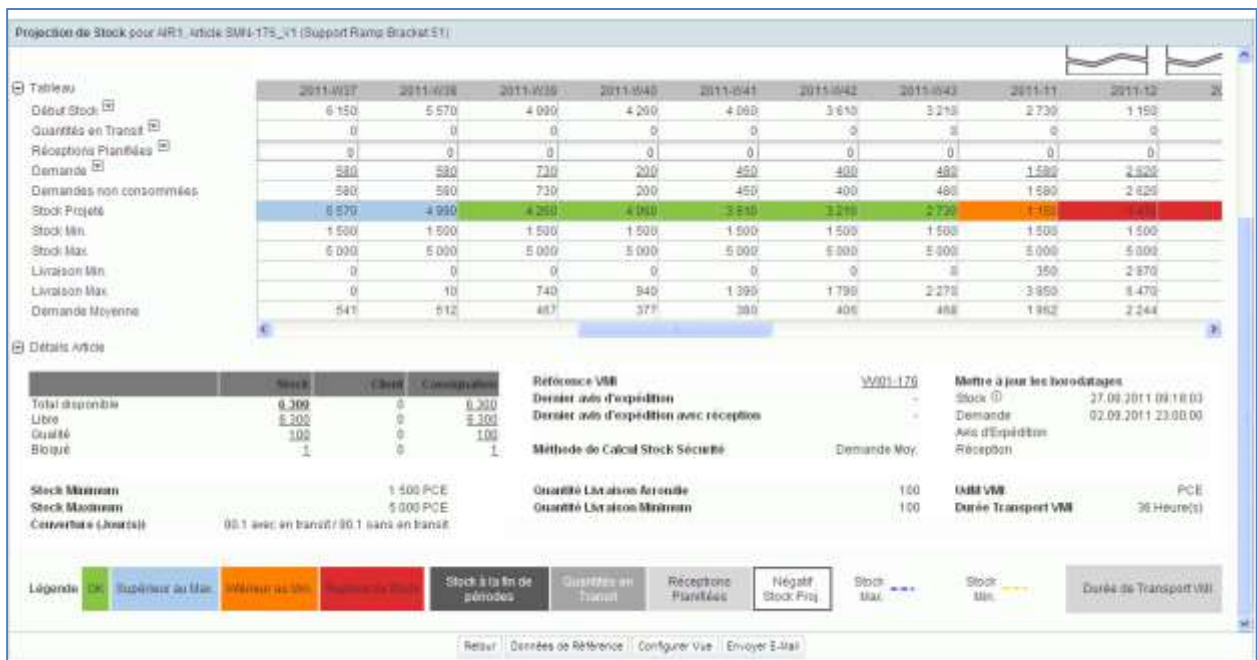 Projection de Stock pour AIR1, Article SMN-175_V1 (Support Ramp Bracket 51)
Tableau 2011-W37 2011-W38 2011-W39 2011-W40 2011-W41 2011-W42 2011-W43 2011-11 2011-12
Début Stock 6 150 5 570 4 990 4 260 4 060 3 610 3 210 2 730 1 150
Quantités en Transit 0 0 0 0 0 0 0 0 0
Réceptions Planifiées 0 0 0 0 0 0 0 0 0
Demande 580 580 730 200 450 400 480 1 580 2 620
Demandes non consommées 580 580 730 200 450 400 480 1 580 2 620
Stock Projeté 5 570 4 990 4 260 4 060 3 610 3 210 2 730 1 150
Stock Min. 1 500 1 500 1 500 1 500 1 500 1 500 1 500 1 500 1 500
Stock Max. 5 000 5 000 5 000 5 000 5 000 5 000 5 000 5 000 5 000
Livraison Min. 0 0 0 0 0 0 0 350 2 970
Livraison Max. 0 10 740 940 1 390 1 790 2 270 3 850 6 470
Demande Moyenne 541 512 467 377 380 406 468 1 962 2 244
Détails Article
Stock Client Consignation
Total disponible 6.300 0 6.300
Libre 6.300 0 6.300
Qualité 100 0 100
Bloqué 1 0 1
Référence VMI VVI01-176
Dernier avis d'expédition -
Dernier avis d'expédition avec réception -
Méthode de Calcul Stock Sécurité Demande Moy.
Mettre à jour les horodatages
Stock 27.08.2011 09:18:03
Demande 02.09.2011 23:00:00
Avis d'Expédition
Réception
Stock Minimum 1 500 PCE
Stock Maximum 5 000 PCE
Couverture (Jour(s)) 80.1 avec en transit / 80.1 sans en transit
Quantité Livraison Arrondie 100
Quantité Livraison Minimum 100
UdM VMI PCE
Durée Transport VMI 36 Heure(s)
Légende OK Supérieur au Max. Inférieur au Min. Rupture de Stock Stock à la fin de périodes Quantités en Transit Réceptions Planifiées Négatif Stock Proj. Stock Max. Stock Min. Durée de Transport VMI
Retour Données de Référence Configurer Vue Envoyer E-Mail